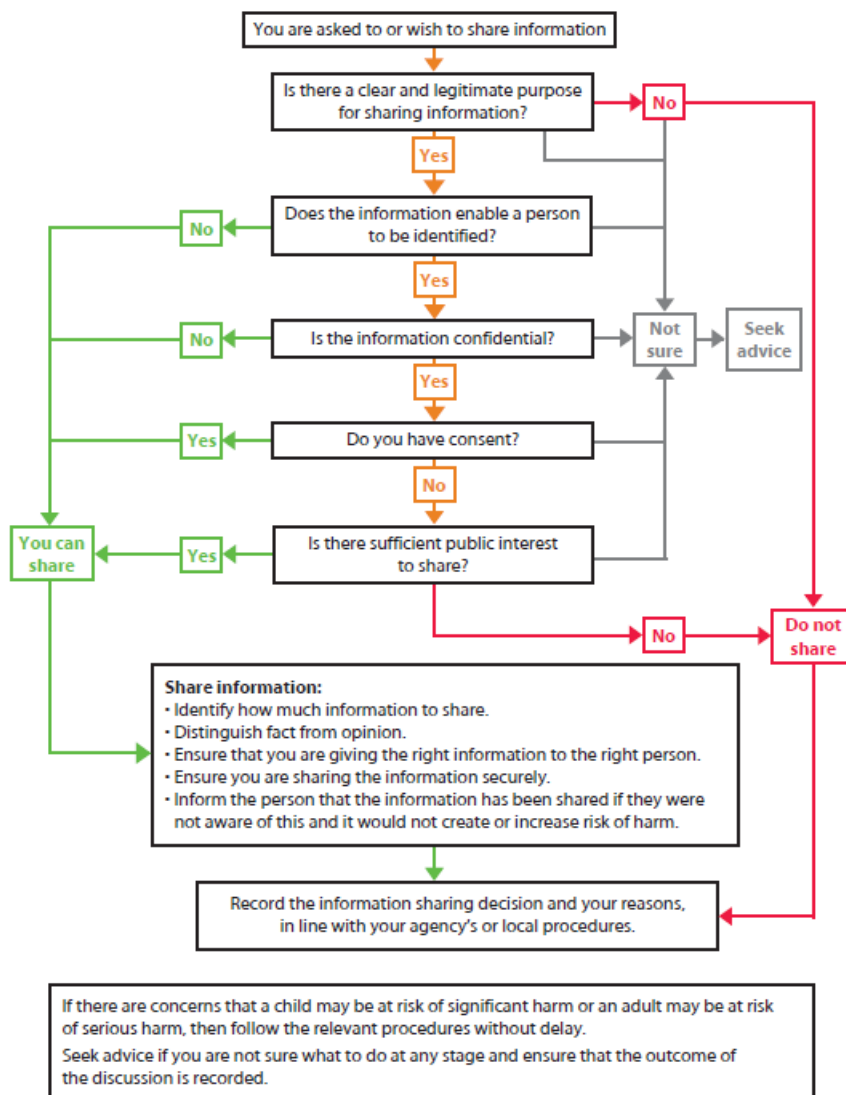 You are asked to or wish to share information
Is there a clear and legitimate purpose
for sharing information?
No
Yes
Does the information enable a person
to be identified?
No
Yes
Is the information confidential?
No
Not
sure
Seek
advice
Yes
Do you have consent?
Yes
No
Is there sufficient public interest
to share?
You can
share
Yes
No
Do not
share
Share information:
• Identify how much information to share.
• Distinguish fact from opinion.
• Ensure that you are giving the right information to the right person.
• Ensure you are sharing the information securely.
• Inform the person that the information has been shared if they were
not aware of this and it would not create or increase risk of harm.
Record the information sharing decision and your reasons,
in line with your agency's or local procedures.
If there are concerns that a child may be at risk of significant harm or an adult may be at risk
of serious harm, then follow the relevant procedures without delay.
Seek advice if you are not sure what to do at any stage and ensure that the outcome of
the discussion is recorded.